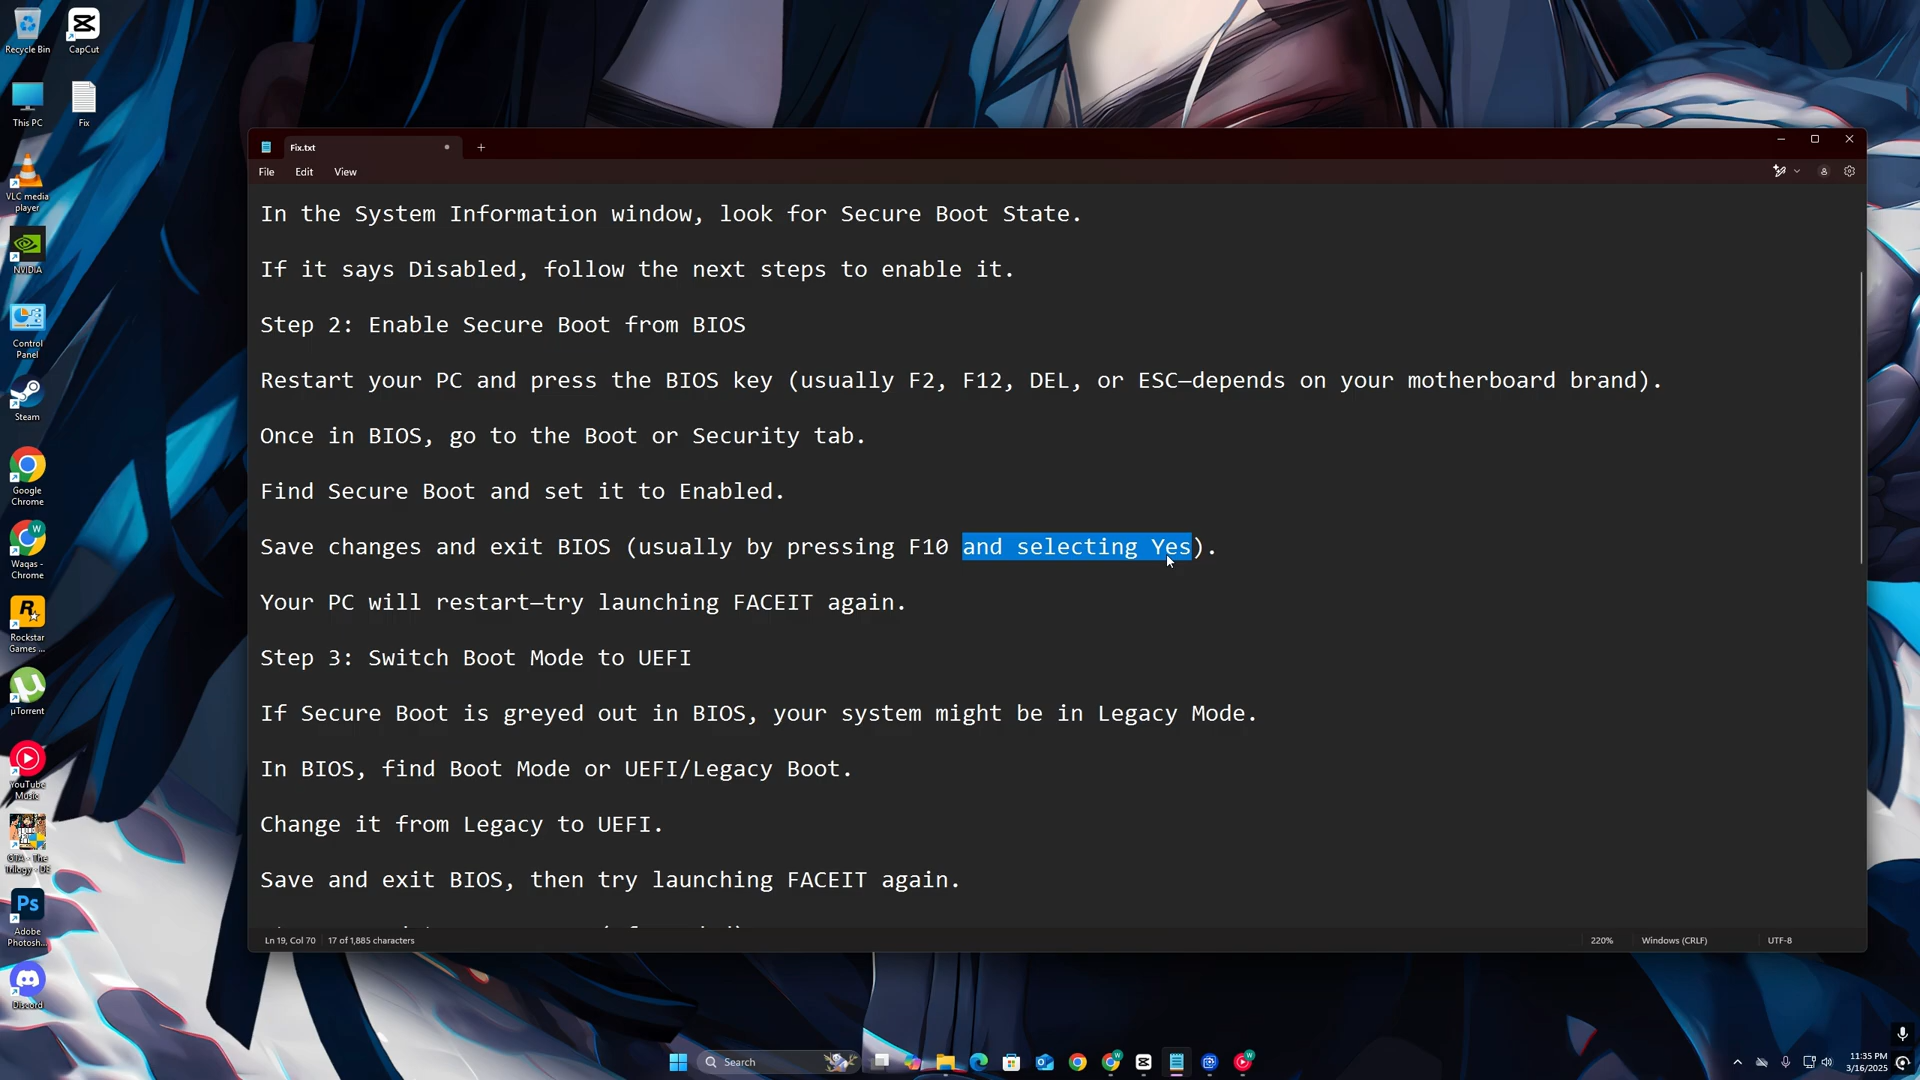 Recycle Bin
CapCut
This PC
Fix
VLC media
player
NVIDIA
Control
Panel
Steam
Google
Chrome
Waqas -
Chrome
Rockstar
Games ...
µTorrent
YouTube
Music
GTA - The
Trilogy - DE
Adobe
Photosh...
Discord
Fix.txt
File Edit View
In the System Information window, look for Secure Boot State.
If it says Disabled, follow the next steps to enable it.
Step 2: Enable Secure Boot from BIOS
Restart your PC and press the BIOS key (usually F2, F12, DEL, or ESC—depends on your motherboard brand).
Once in BIOS, go to the Boot or Security tab.
Find Secure Boot and set it to Enabled.
Save changes and exit BIOS (usually by pressing F10 and selecting Yes).
Your PC will restart—try launching FACEIT again.
Step 3: Switch Boot Mode to UEFI
If Secure Boot is greyed out in BIOS, your system might be in Legacy Mode.
In BIOS, find Boot Mode or UEFI/Legacy Boot.
Change it from Legacy to UEFI.
Save and exit BIOS, then try launching FACEIT again.
Ln 19, Col 70 17 of 1,885 characters 220% Windows (CRLF) UTF-8
Search
11:35 PM
3/16/2025